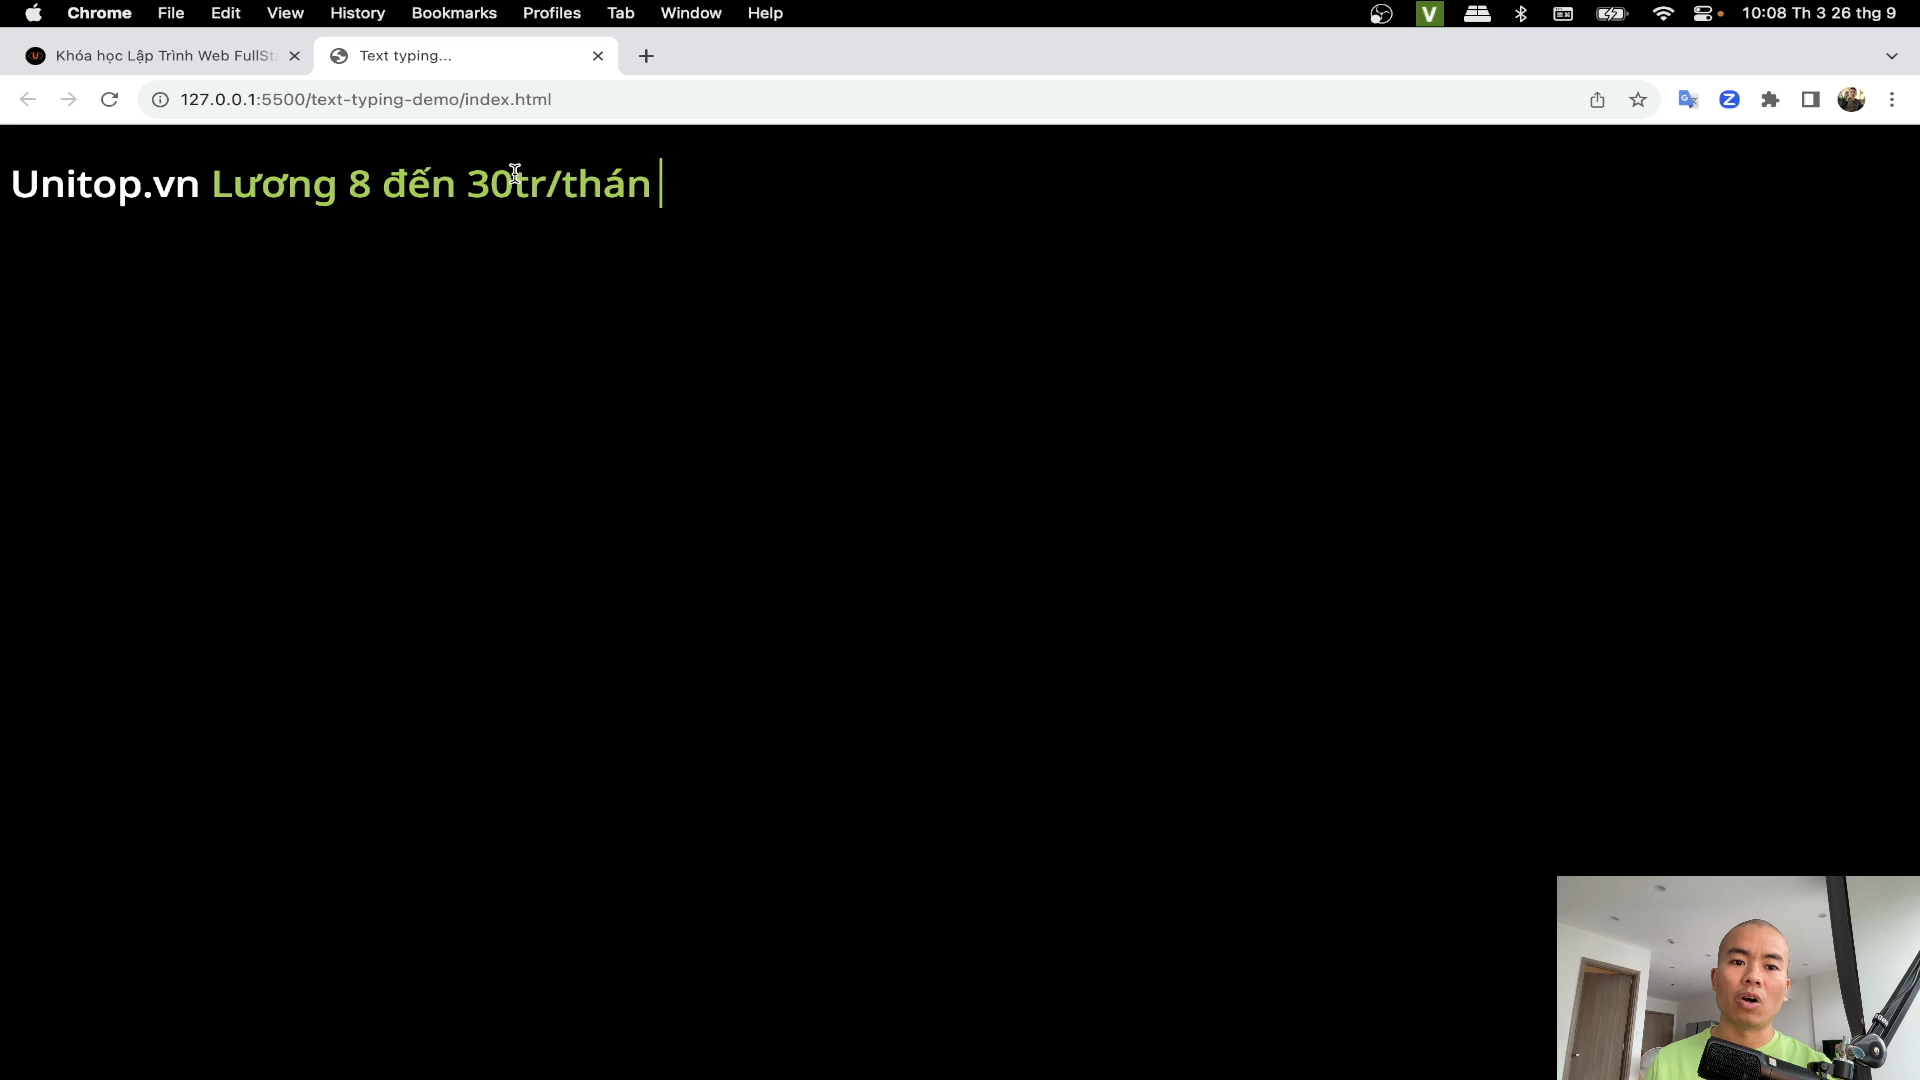 Chrome File Edit View History Bookmarks Profiles Tab Window Help V 10:08 Th 3 26 thg 9
Khóa học Lập Trình Web FullSt Text typing...
127.0.0.1:5500/text-typing-demo/index.html
Unitop.vn Lương 8 đến 30tr/thán